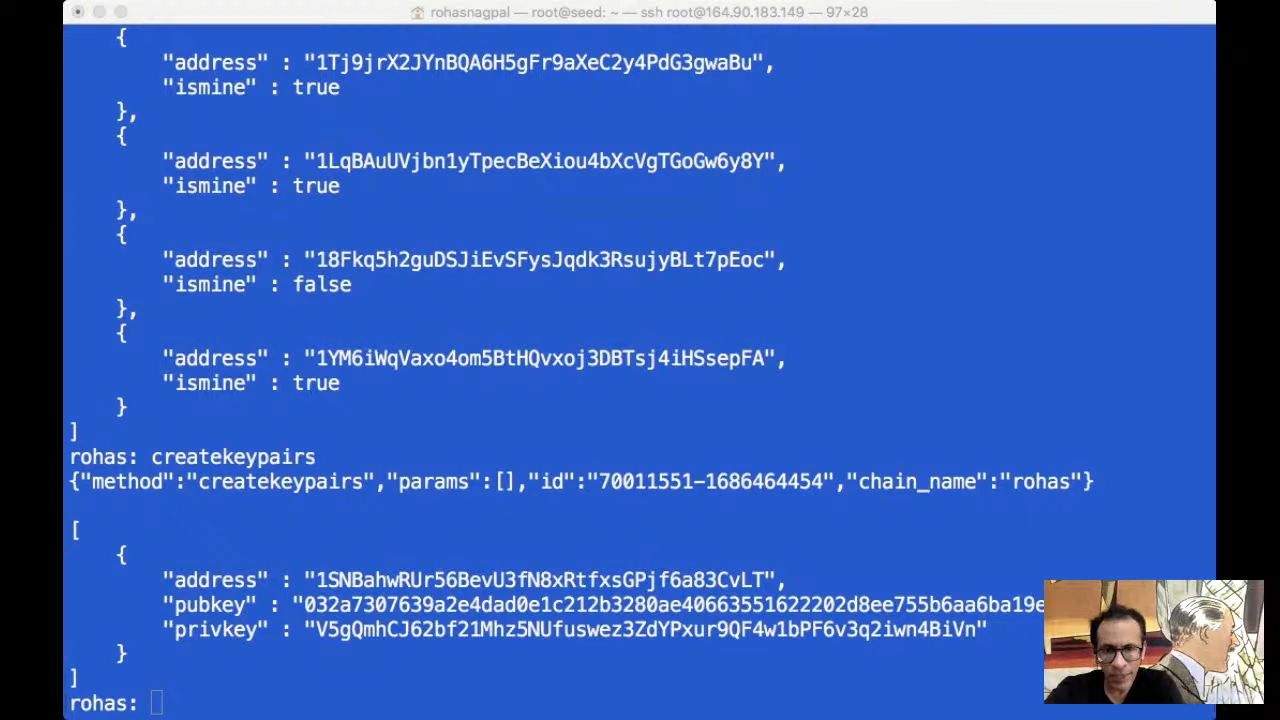 rohasnagpal — root@seed: ~ — ssh root@164.90.183.149 — 97×28
{
"address" : "1Tj9jrX2JYnBQA6H5gFr9aXeC2y4PdG3gwaBu",
"ismine" : true
},
{
"address" : "1LqBAuUVjbn1yTpecBeXiou4bXcVgTGoGw6y8Y",
"ismine" : true
},
{
"address" : "18Fkq5h2guDSJiEvSFysJqdk3RsujyBLt7pEoc",
"ismine" : false
},
{
"address" : "1YM6iWqVaxo4om5BtHQvxoj3DBTsj4iHSsepFA",
"ismine" : true
}
]
rohas: createkeypairs
{"method":"createkeypairs","params":[],"id":"70011551-1686464454","chain_name":"rohas"}
[
{
"address" : "1SNBahwRUr56BevU3fN8xRtfxsGPjf6a83CvLT",
"pubkey" : "032a7307639a2e4dad0e1c212b3280ae40663551622202d8ee755b6aa6ba19e
"privkey" : "V5gQmhCJ62bf21Mhz5NUfuswez3ZdYPxur9QF4w1bPF6v3q2iwn4BiVn"
}
]
rohas: